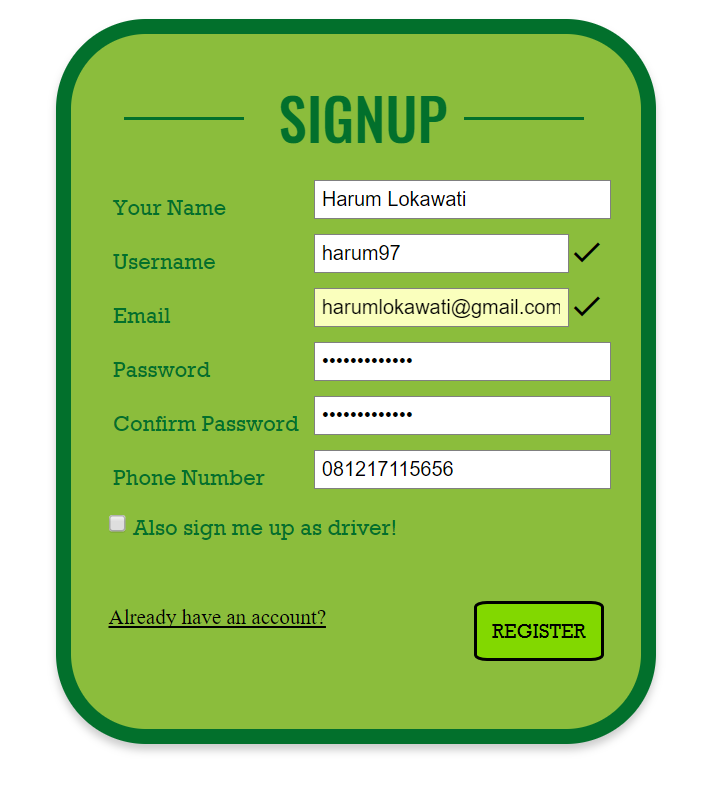 SIGNUP
Your Name Harum Lokawati
Username harum97
Email harumlokawati@gmail.com
Password •••••••••••••
Confirm Password •••••••••••••
Phone Number 081217115656
Also sign me up as driver!
Already have an account? REGISTER